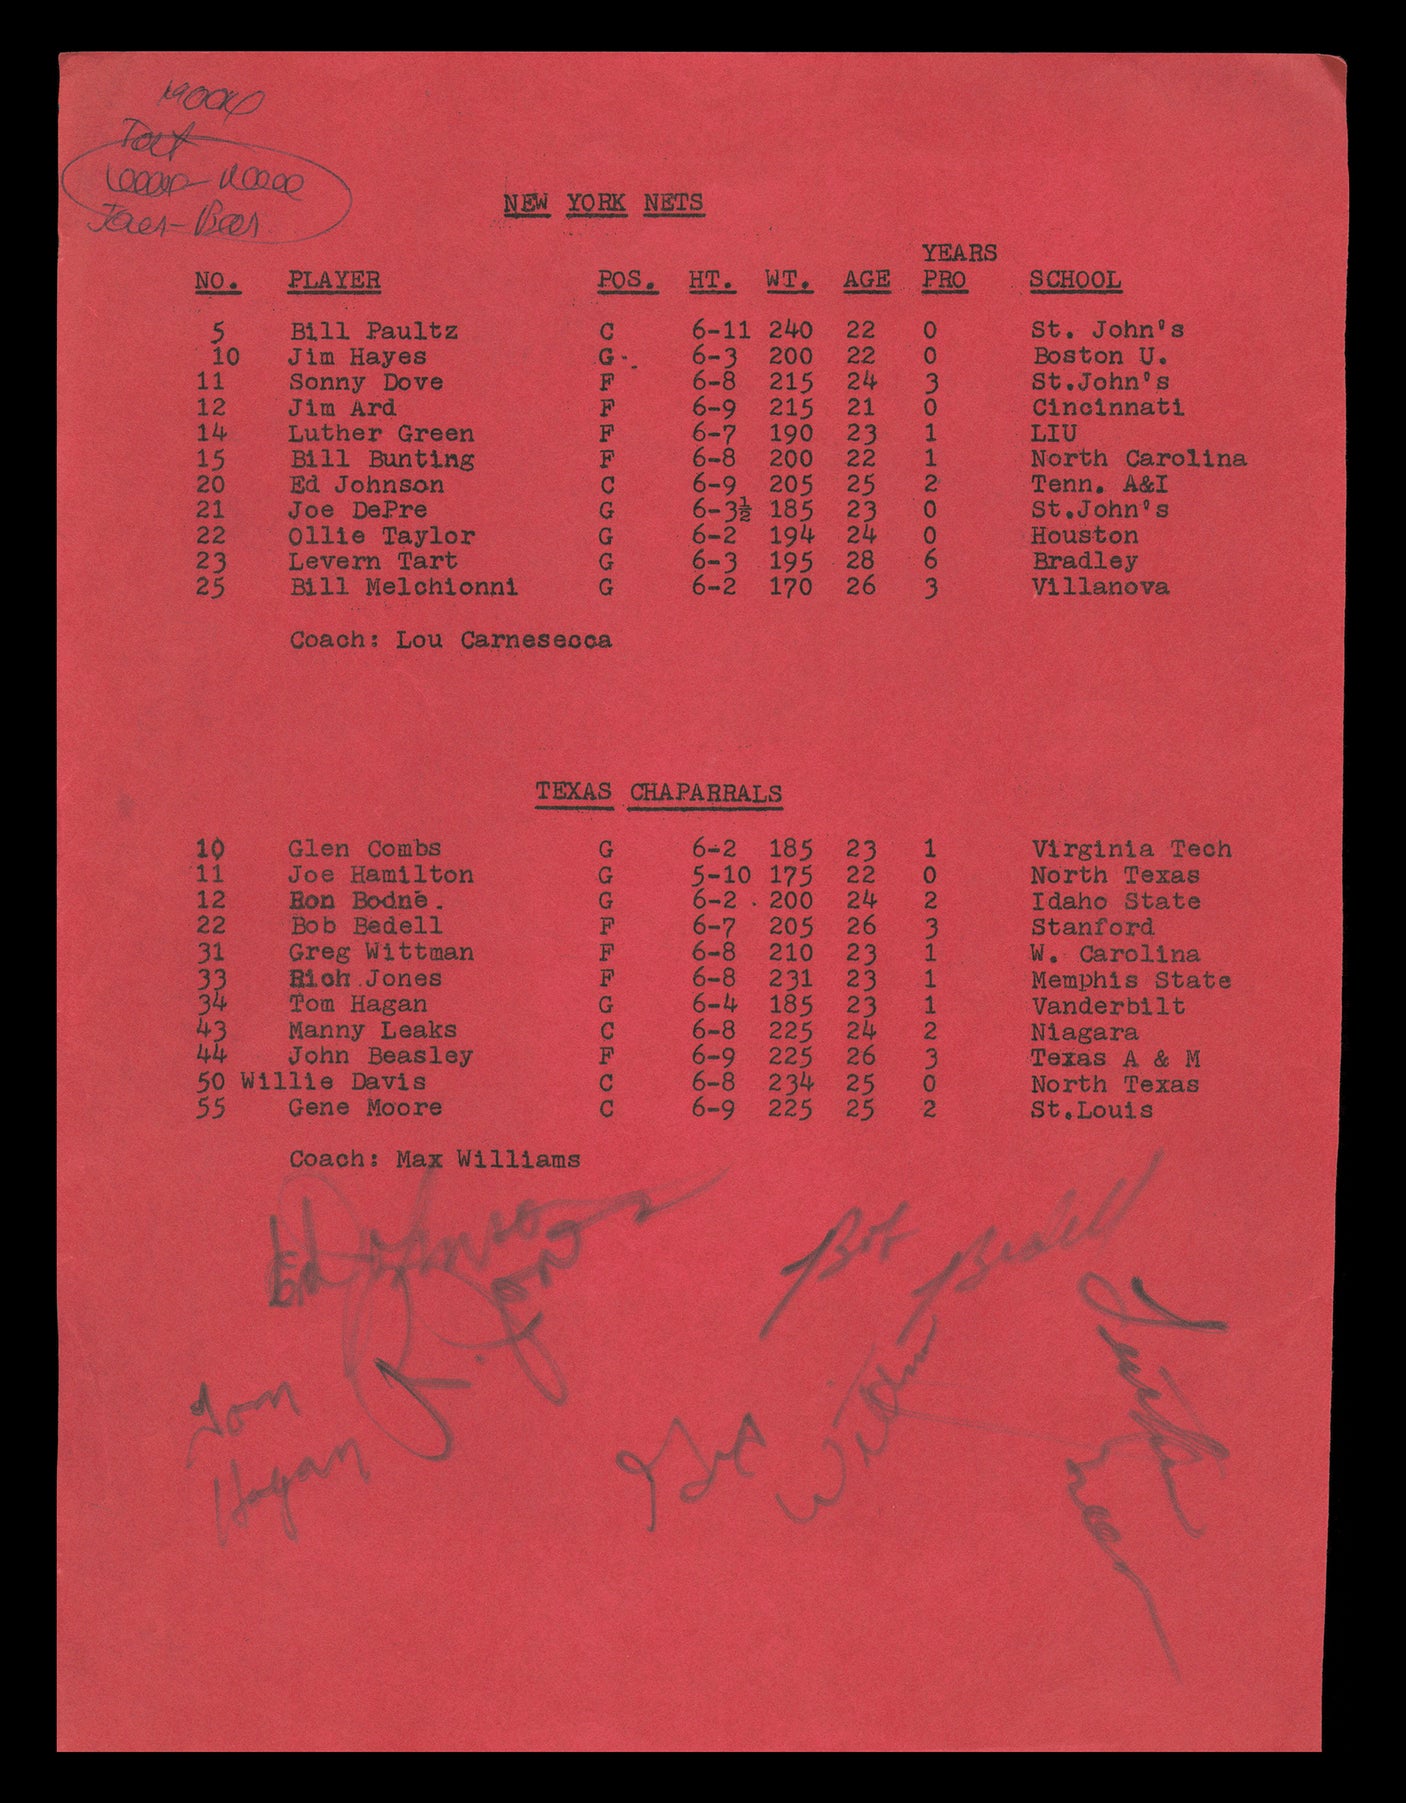 Tart
NEW YORK NETS
YEARS
NO. PLAYER POS. HT. WT. AGE PRO SCHOOL
5 Bill Paultz C 6-11 240 22 0 St. John's
10 Jim Hayes G 6-3 200 22 0 Boston U.
11 Sonny Dove F 6-8 215 24 3 St.John's
12 Jim Ard F 6-9 215 21 0 Cincinnati
14 Luther Green F 6-7 190 23 1 LIU
15 Bill Bunting F 6-8 200 22 1 North Carolina
20 Ed Johnson C 6-9 205 25 2 Tenn. A&I
21 Joe DePre G 6-3½ 185 23 0 St.John's
22 Ollie Taylor G 6-2 194 24 0 Houston
23 Levern Tart G 6-3 195 28 6 Bradley
25 Bill Melchionni G 6-2 170 26 3 Villanova
Coach: Lou Carnesecca
TEXAS CHAPARRALS
10 Glen Combs G 6-2 185 23 1 Virginia Tech
11 Joe Hamilton G 5-10 175 22 0 North Texas
12 Ron Bodne. G 6-2 200 24 2 Idaho State
22 Bob Bedell F 6-7 205 26 3 Stanford
31 Greg Wittman F 6-8 210 23 1 W. Carolina
33 Rich Jones F 6-8 231 23 1 Memphis State
34 Tom Hagan G 6-4 185 23 1 Vanderbilt
43 Manny Leaks C 6-8 225 24 2 Niagara
44 John Beasley F 6-9 225 26 3 Texas A & M
50 Willie Davis C 6-8 234 25 0 North Texas
55 Gene Moore C 6-9 225 25 2 St.Louis
Coach: Max Williams
Ed Johnson
Bob Bedell
R. Jones
Luther Green
Tom
Hagan